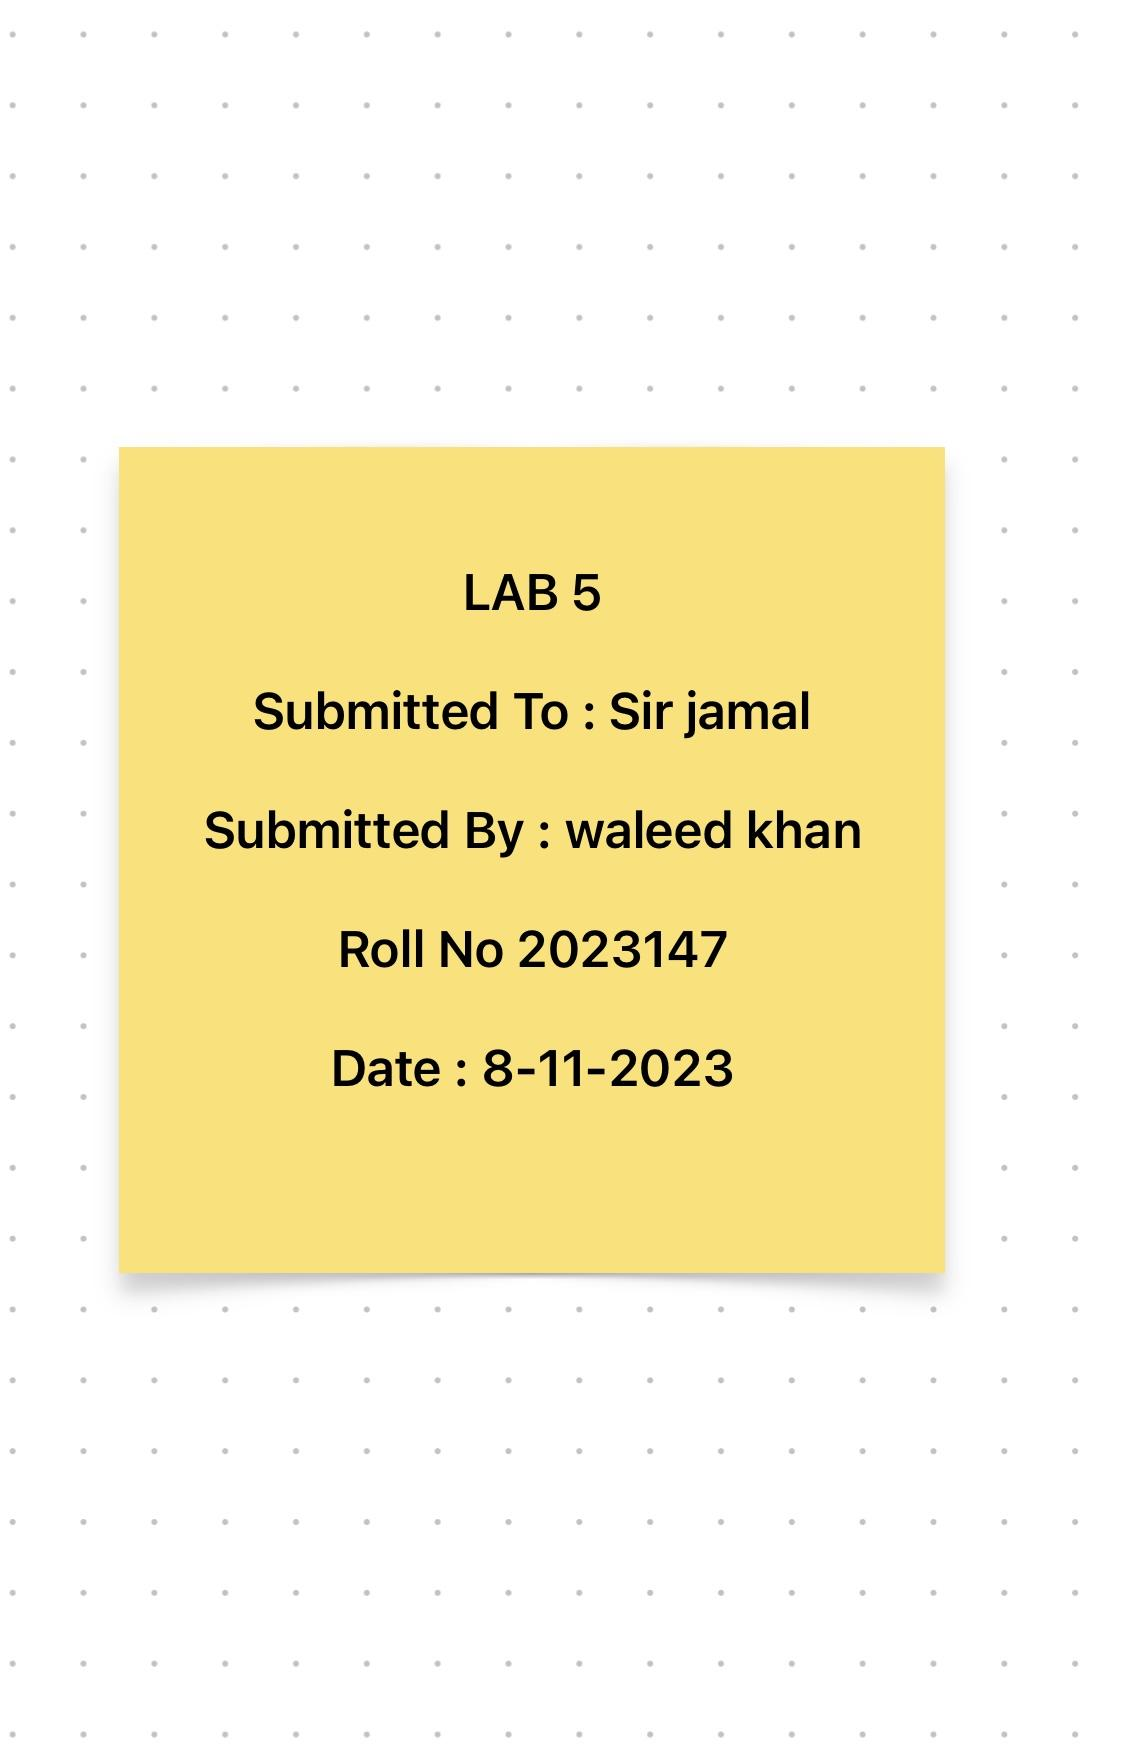 LAB 5
Submitted To : Sir jamal
Submitted By : waleed khan
Roll No 2023147
Date : 8-11-2023